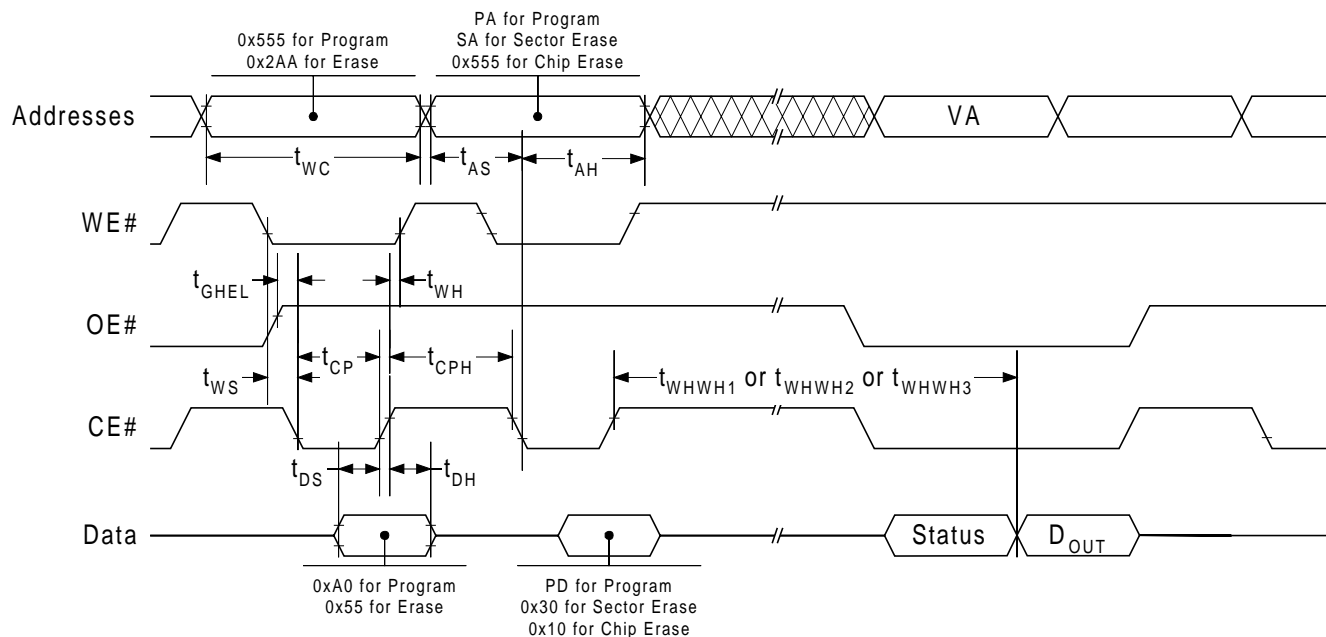 0x555 for Program
0x2AA for Erase
PA for Program
SA for Sector Erase
0x555 for Chip Erase
Addresses
VA
tWC
tAS
tAH
WE#
tGHEL
tWH
OE#
tCP
tCPH
tWS
tWHWH1 or tWHWH2 or tWHWH3
CE#
tDS
tDH
Data
Status
DOUT
0xA0 for Program
0x55 for Erase
PD for Program
0x30 for Sector Erase
0x10 for Chip Erase